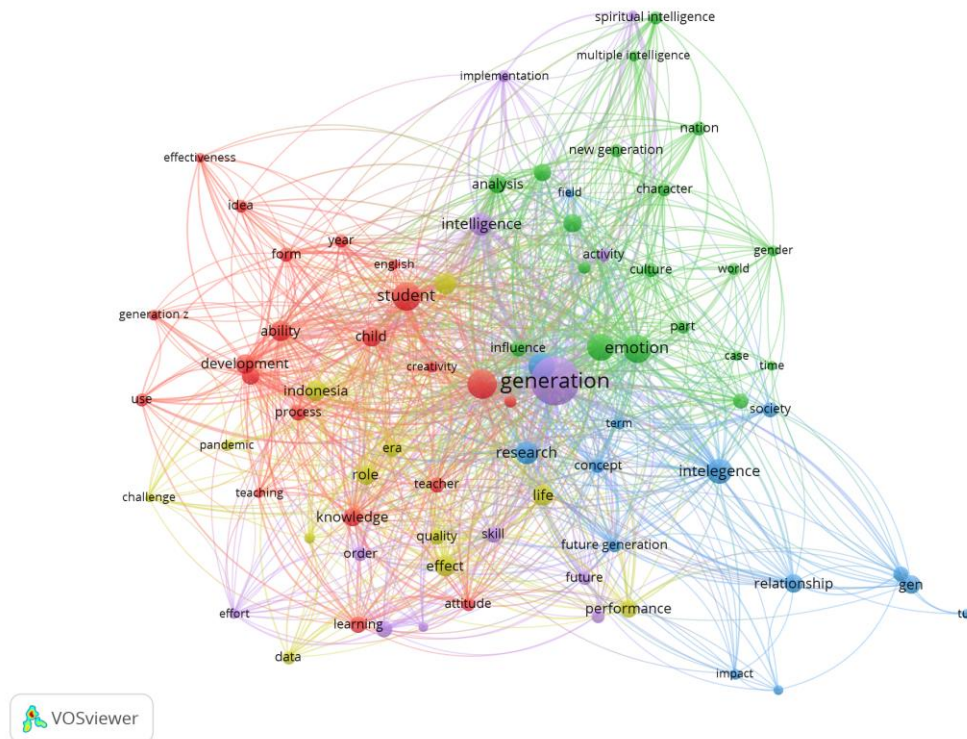 spiritual intelligence
multiple intelligence
implementation
nation
new generation
effectiveness
analysis
field
character
idea
intelligence
year
form
activity
gender
english
culture
world
student
generation z
ability
child
part
influence
emotion
development
case
creativity
time
generation
indonesia
use
process
society
term
pandemic
era
research
concept
intelegence
role
challenge
teaching
teacher
life
knowledge
quality
skill
future generation
order
effect
future
relationship
gen
effort
attitude
performance
learning
data
impact
VOSviewer